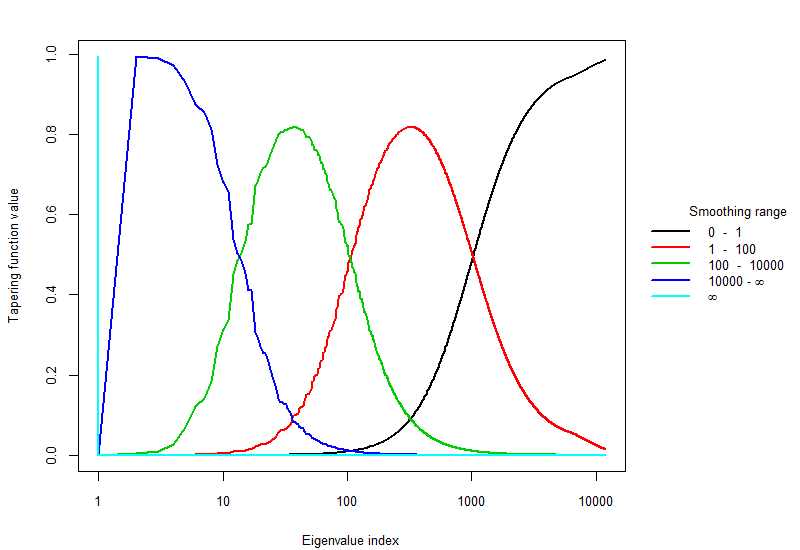 1.0
0.8
0.6
0.4
0.2
0.0
Tapering function value
1
10
100
1000
10000
Eigenvalue index
Smoothing range
0 - 1
1 - 100
100 - 10000
10000 - ∞
∞